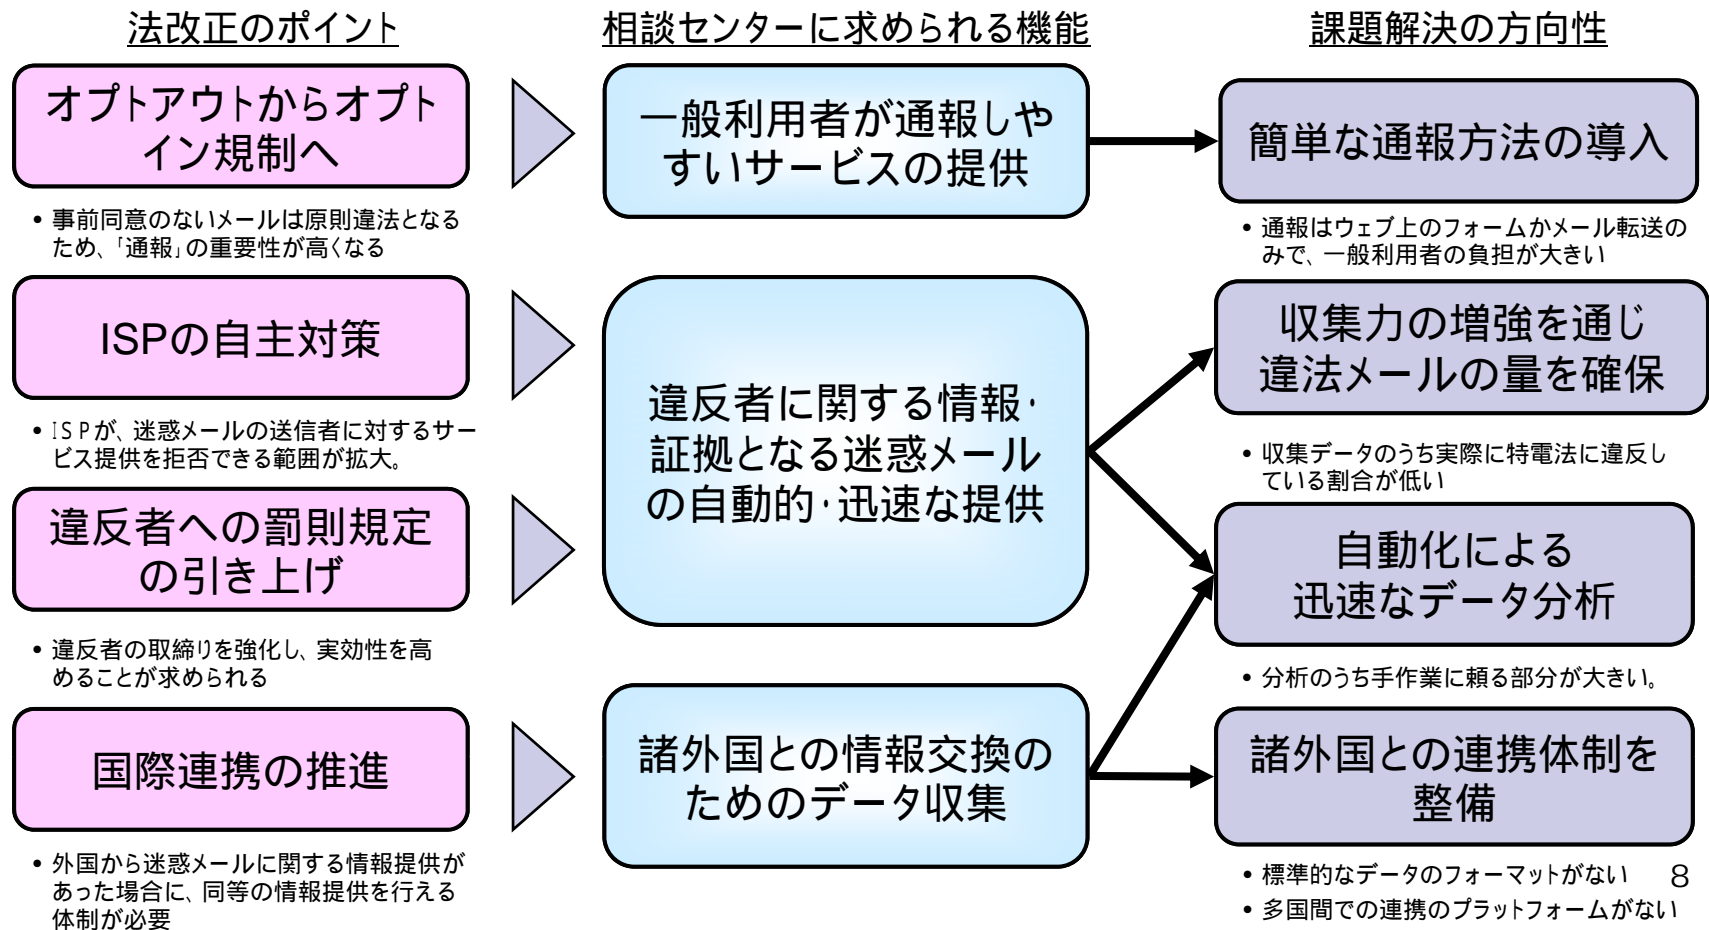 法改正のポイント
オプトアウトからオプト
イン規制へ
• 事前同意のないメールは原則違法となる
ため、「通報」の重要性が高くなる
ISPの自主対策
• ISPが、迷惑メールの送信者に対するサー
ビス提供を拒否できる範囲が拡大。
違反者への罰則規定
の引き上げ
• 違反者の取締りを強化し、実効性を高
めることが求められる
国際連携の推進
• 外国から迷惑メールに関する情報提供が
あった場合に、同等の情報提供を行える
体制が必要
相談センターに求められる機能
一般利用者が通報しや
すいサービスの提供
違反者に関する情報・
証拠となる迷惑メール
の自動的・迅速な提供
諸外国との情報交換の
ためのデータ収集
課題解決の方向性
簡単な通報方法の導入
• 通報はウェブ上のフォームかメール転送の
みで、一般利用者の負担が大きい
収集力の増強を通じ
違法メールの量を確保
• 収集データのうち実際に特電法に違反し
ている割合が低い
自動化による
迅速なデータ分析
• 分析のうち手作業に頼る部分が大きい。
諸外国との連携体制を
整備
• 標準的なデータのフォーマットがない
• 多国間での連携のプラットフォームがない
8